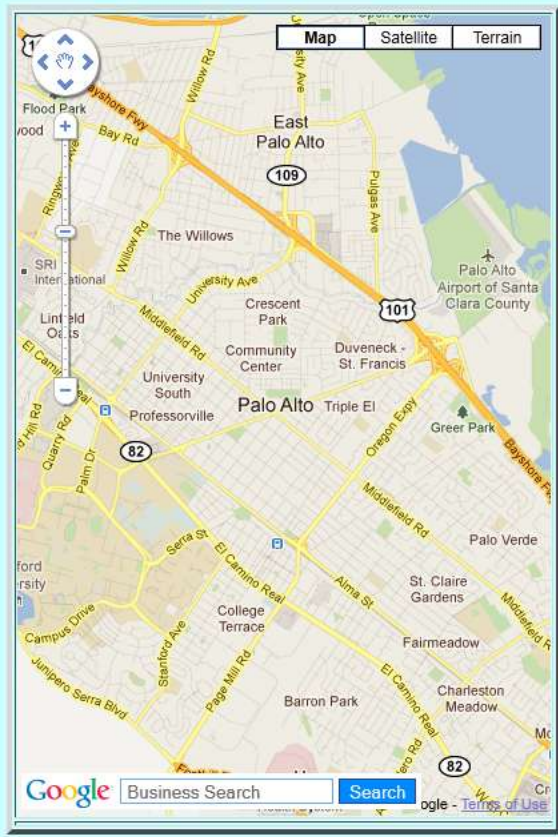 Map
Satellite
Terrain
Willow Rd
Flood Park
Bayshore Fwy
Bay Rd
East
Palo Alto
109
Pulgas Ave
Willow Rd
The Willows
SRI
International
University Ave
Palo Alto
Airport of Santa
Clara County
Crescent
Park
101
Middlefield Rd
El Camino Real
Community
Center
Duveneck -
St. Francis
University
South
Professorville
Palo Alto
Triple El
Oregon Expy
Greer Park
Bayshore Fw
Quarry Rd
Palm Dr
82
Middlefield Rd
Palo Verde
Serra St
El Camino Real
Alma St
St. Claire
Gardens
College
Terrace
Middlefield Rd
Campus Drive
Stanford Ave
Page Mill Rd
Fairmeadow
Junipero Serra Blvd
Barron Park
El Camino Real
Charleston
Meadow
82
Google
Business Search
Search
ogle - Terms of Use